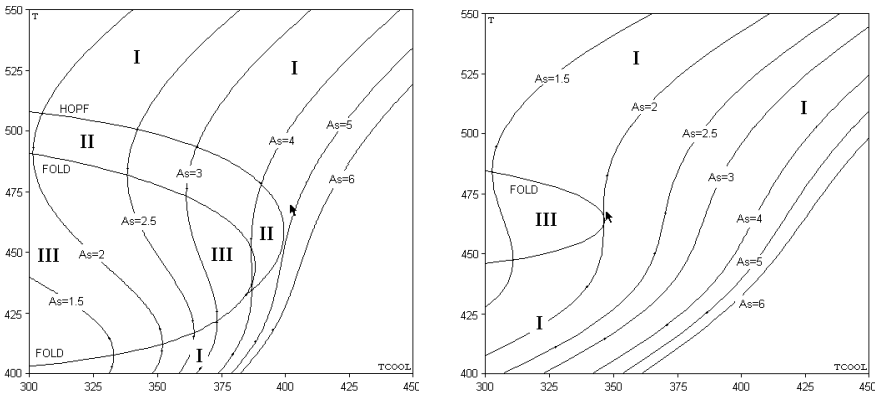 550 T
525
500
475
450
425
400
300 325 350 375 400 425 450
TCOOL
I
I
HOPF
II
FOLD
As=3
As=4
As=5
As=6
As=2.5
III
As=2
III
II
As=1.5
FOLD
I
550 T
525
500
475
450
425
400
300 325 350 375 400 425 450
TCOOL
As=1.5
I
As=2
I
As=2.5
FOLD
As=3
III
As=4
As=5
As=6
I